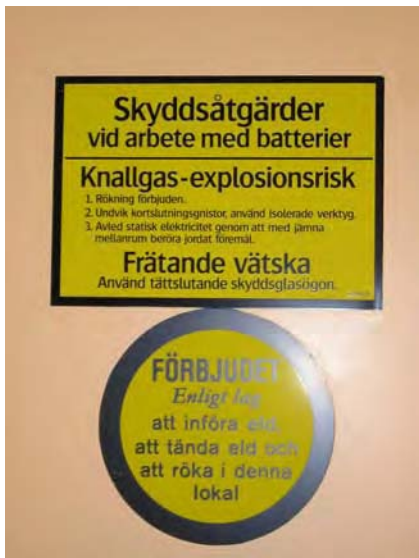 Skyddsåtgärder
vid arbete med batterier
Knallgas-explosionsrisk
1. Rökning förbjuden.
2. Undvik kortslutningsgnistor, använd isolerade verktyg.
3. Avled statisk elektricitet genom att med jämna
mellanrum beröra jordat föremål.
Frätande vätska
Använd tättslutande skyddsglasögon.
FÖRBJUDET
Enligt lag
att införa eld,
att tända eld och
att röka i denna
lokal